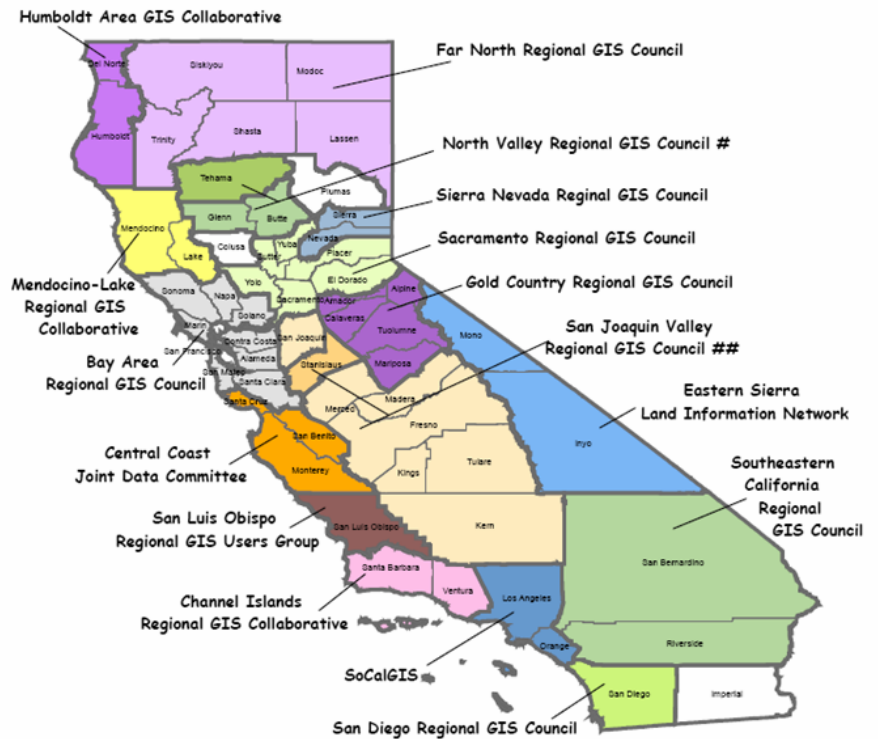 Humboldt Area GIS Collaborative
Far North Regional GIS Council
Del Norte
Siskiyou
Modoc
Humboldt
Trinity
Shasta
Lassen
North Valley Regional GIS Council #
Tehama
Plumas
Sierra Nevada Reginal GIS Council
Glenn
Butte
Sierra
Mendocino
Colusa
Yuba
Nevada
Sacramento Regional GIS Council
Lake
Sutter
Placer
Mendocino-Lake
Regional GIS
Collaborative
Sonoma
Napa
Yolo
El Dorado
Alpine
Gold Country Regional GIS Council
Sacramento
Amador
Solano
Calaveras
Marin
Tuolumne
Mono
San Joaquin Valley
Regional GIS Council ##
San Francisco
Contra Costa
San Joaquin
Bay Area
Regional GIS Council
Alameda
Stanislaus
Mariposa
San Mateo
Santa Clara
Eastern Sierra
Land Information Network
Santa Cruz
Merced
Madera
Fresno
Inyo
San Benito
Central Coast
Joint Data Committee
Monterey
Kings
Tulare
Southeastern
California
Regional
GIS Council
San Luis Obispo
Regional GIS Users Group
San Luis Obispo
Kern
Santa Barbara
San Bernardino
Ventura
Los Angeles
Channel Islands
Regional GIS Collaborative
Orange
Riverside
SoCalGIS
San Diego
Imperial
San Diego Regional GIS Council